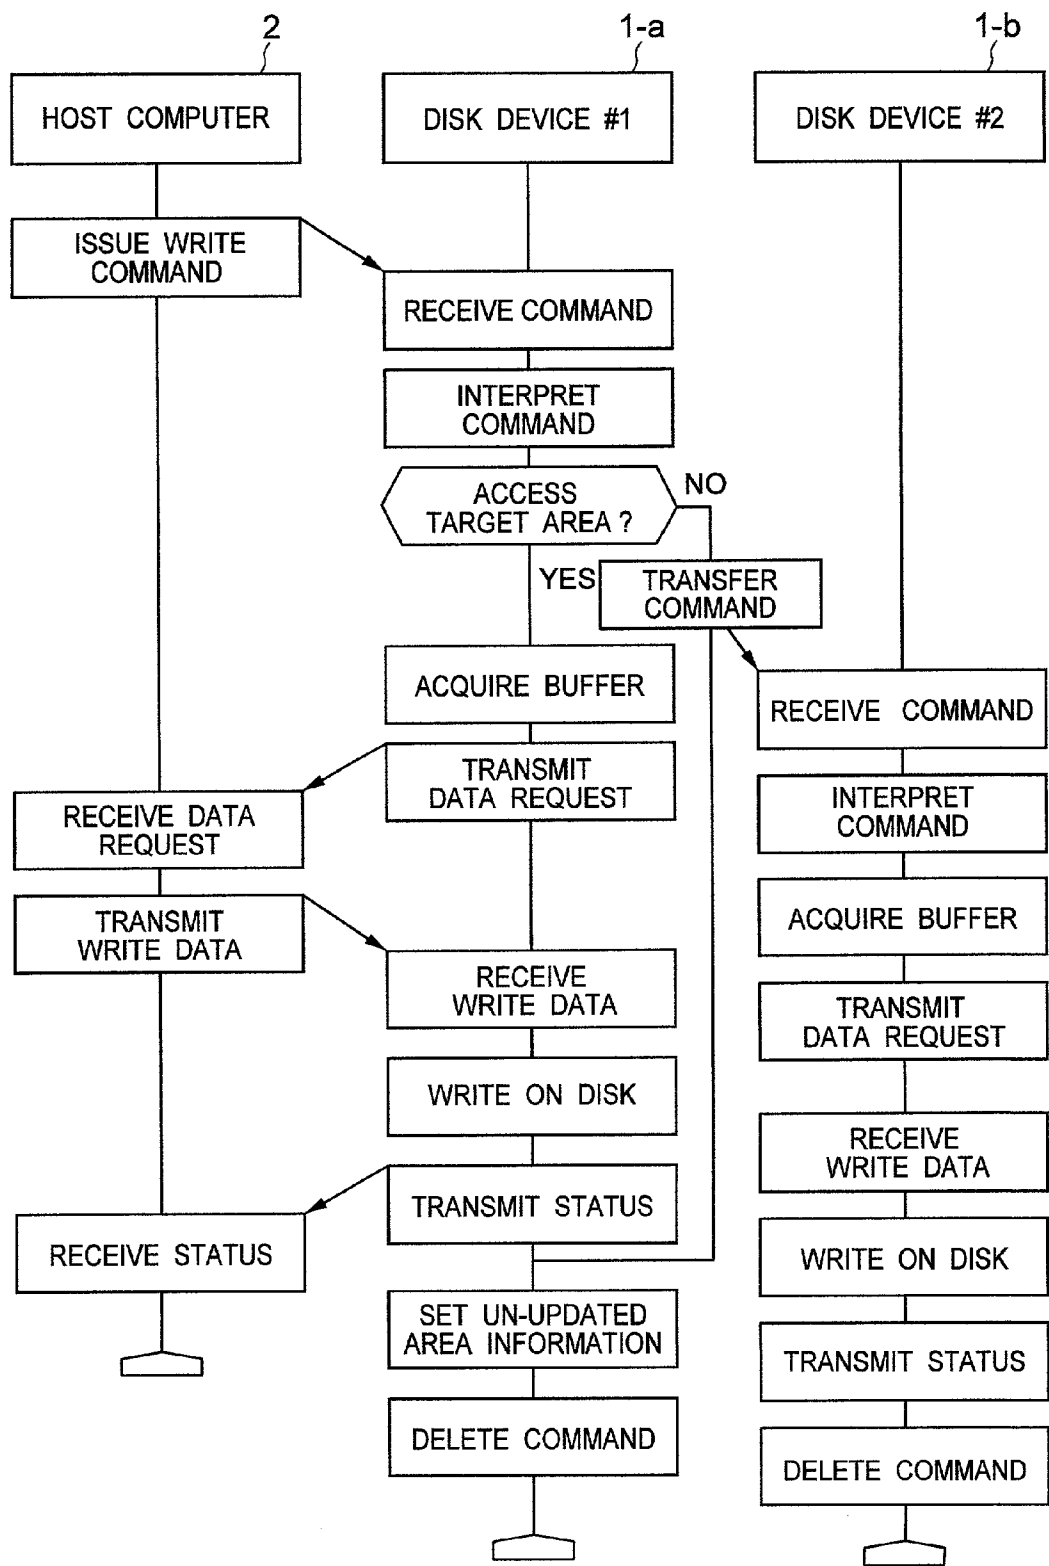 2
1-a
1-b
HOST COMPUTER
DISK DEVICE #1
DISK DEVICE #2
ISSUE WRITE
COMMAND
RECEIVE COMMAND
INTERPRET
COMMAND
ACCESS
TARGET AREA ?
NO
YES
TRANSFER
COMMAND
ACQUIRE BUFFER
RECEIVE COMMAND
TRANSMIT
DATA REQUEST
RECEIVE DATA
REQUEST
INTERPRET
COMMAND
TRANSMIT
WRITE DATA
ACQUIRE BUFFER
RECEIVE
WRITE DATA
TRANSMIT
DATA REQUEST
WRITE ON DISK
RECEIVE
WRITE DATA
TRANSMIT STATUS
RECEIVE STATUS
WRITE ON DISK
SET UN-UPDATED
AREA INFORMATION
TRANSMIT STATUS
DELETE COMMAND
DELETE COMMAND